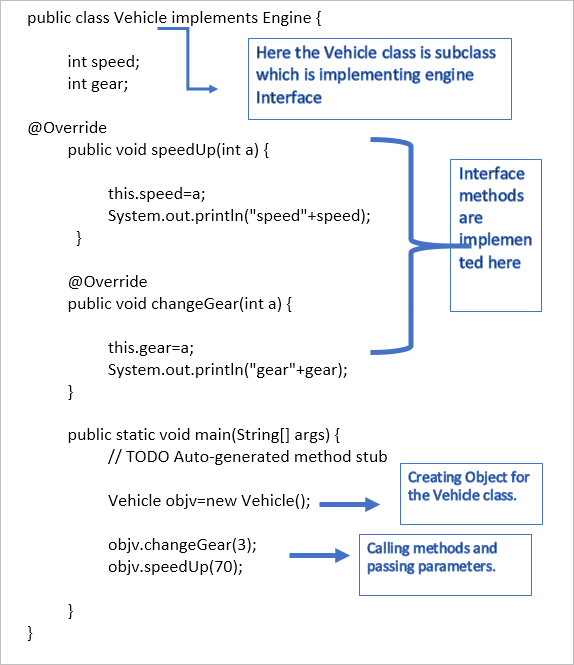 public class Vehicle implements Engine {
Here the Vehicle class is subclass
which is implementing engine
Interface
int speed;
int gear;
@Override
public void speedUp(int a) {
this.speed=a;
System.out.println("speed"+speed);
}
Interface
methods
are
implemen
ted here
@Override
public void changeGear(int a) {
this.gear=a;
System.out.println("gear"+gear);
}
public static void main(String[] args) {
// TODO Auto-generated method stub
Vehicle objv=new Vehicle();
Creating Object for
the Vehicle class.
objv.changeGear(3);
objv.speedUp(70);
Calling methods and
passing parameters.
}
}